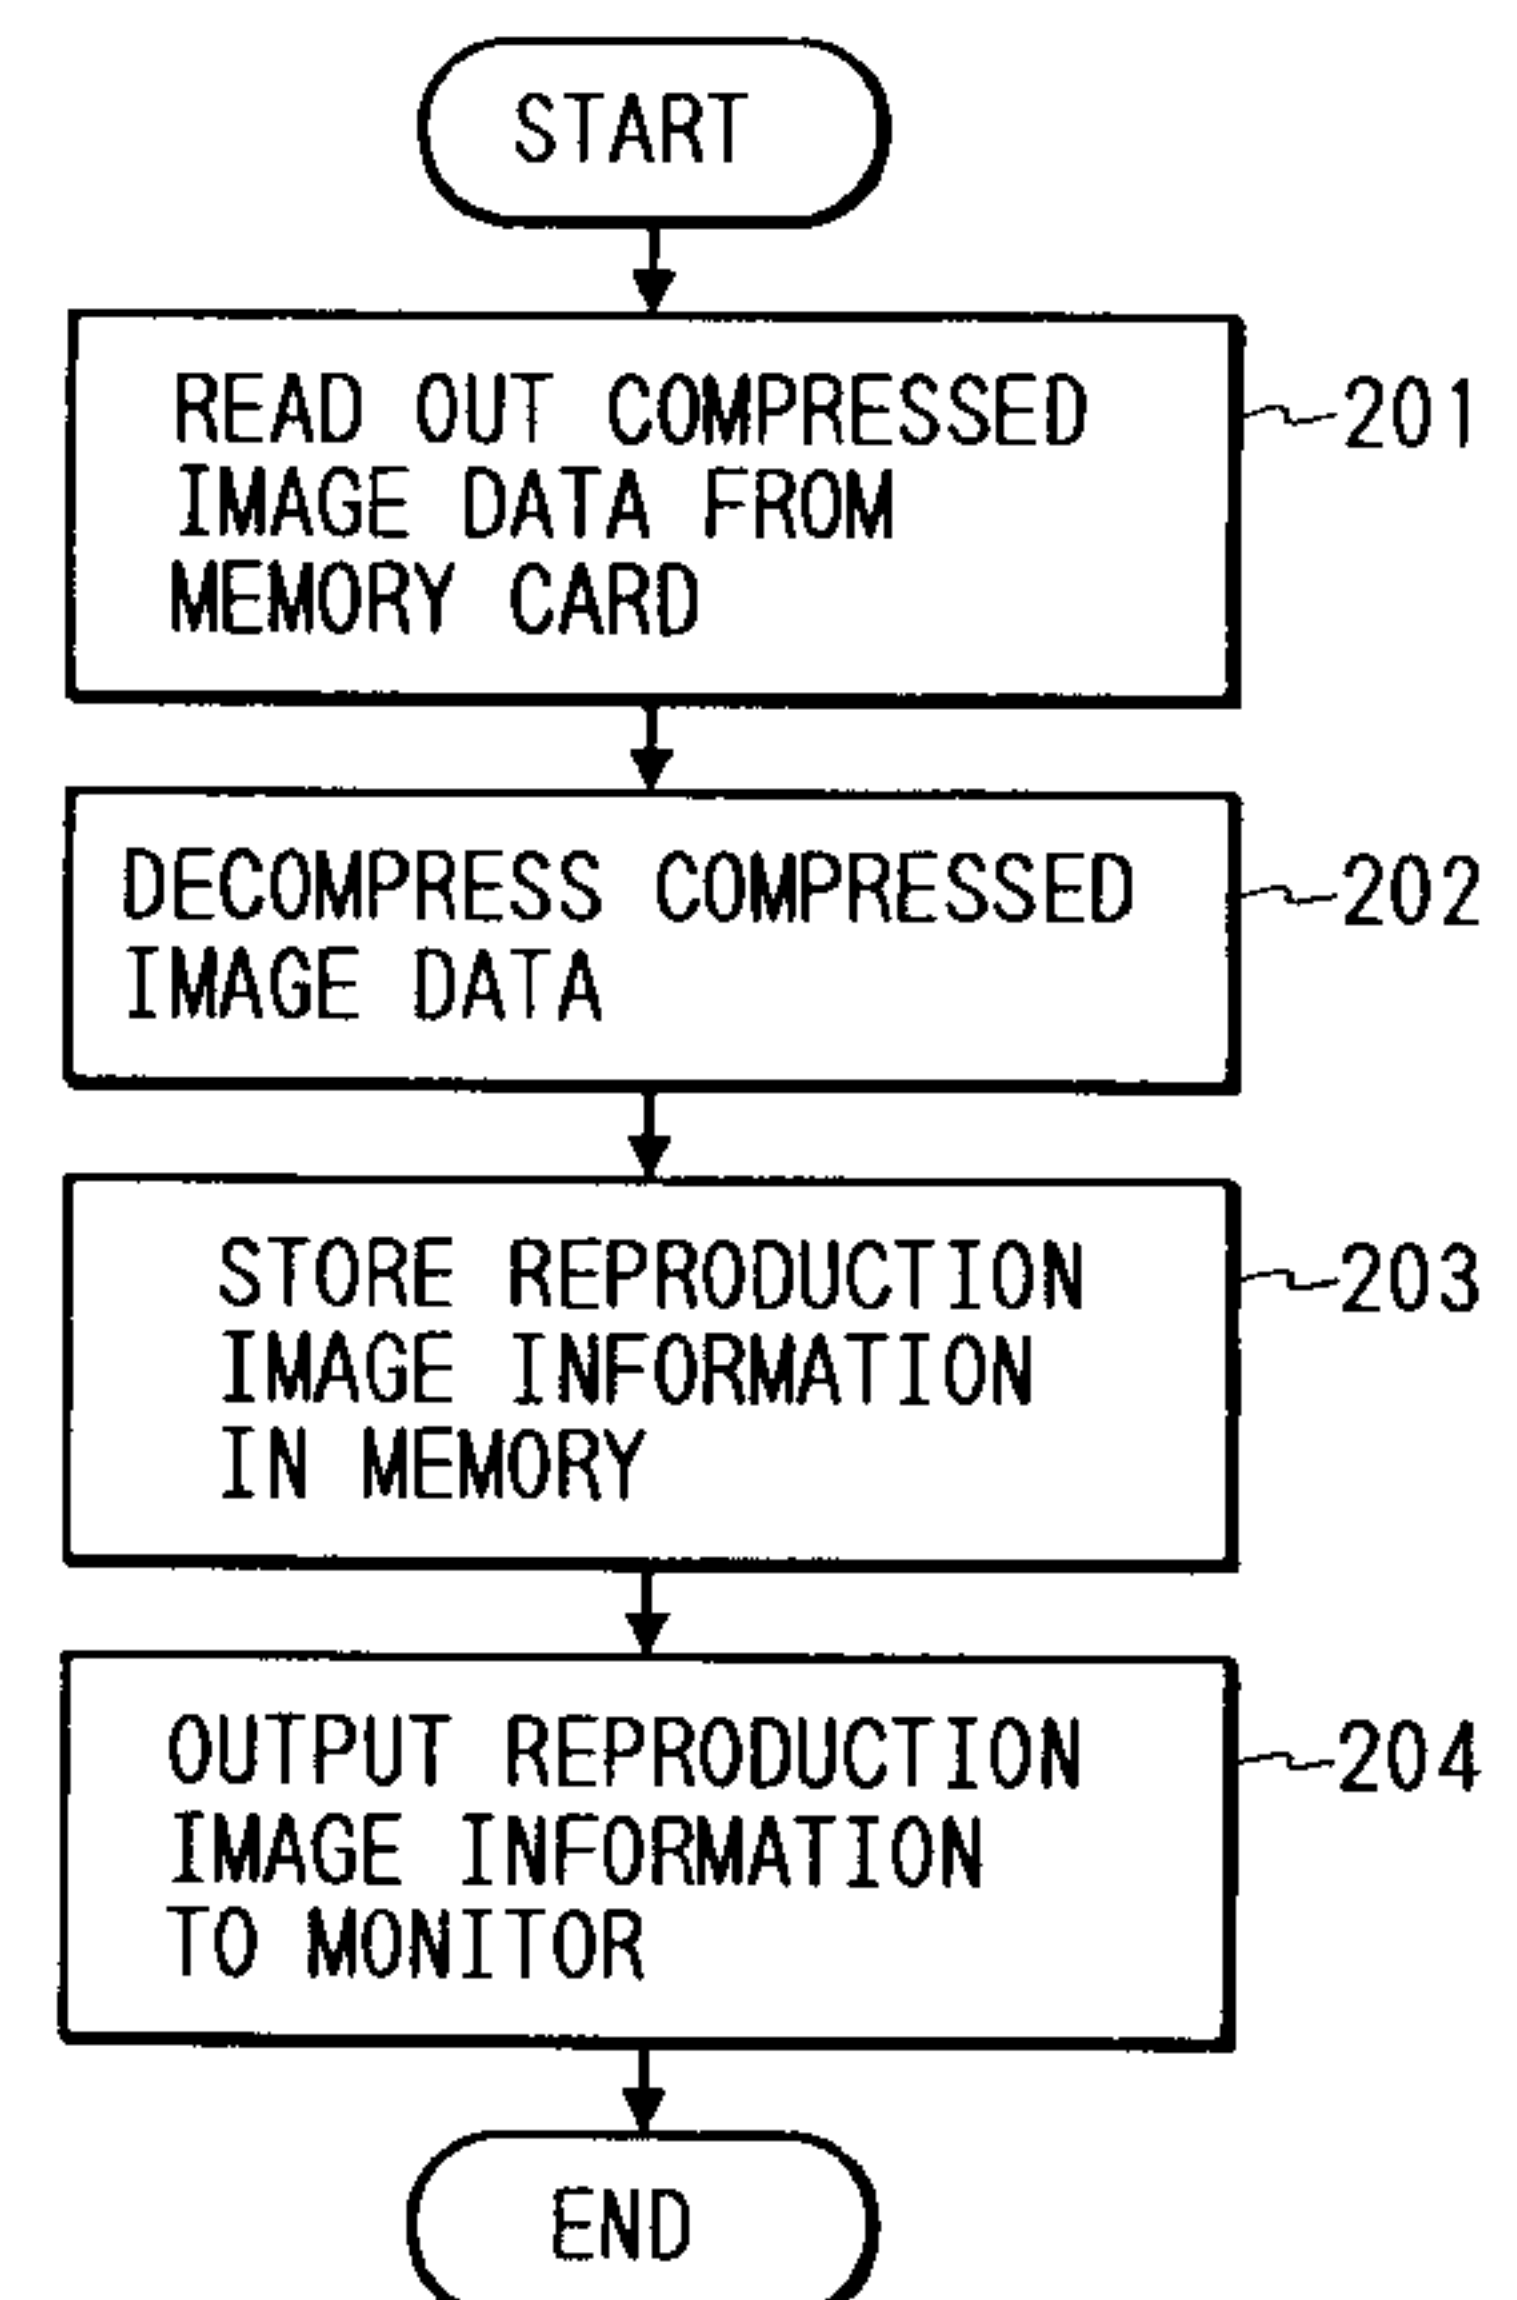 START
READ OUT COMPRESSED
IMAGE DATA FROM
MEMORY CARD
201
DECOMPRESS COMPRESSED
IMAGE DATA
202
STORE REPRODUCTION
IMAGE INFORMATION
IN MEMORY
203
OUTPUT REPRODUCTION
IMAGE INFORMATION
TO MONITOR
204
END